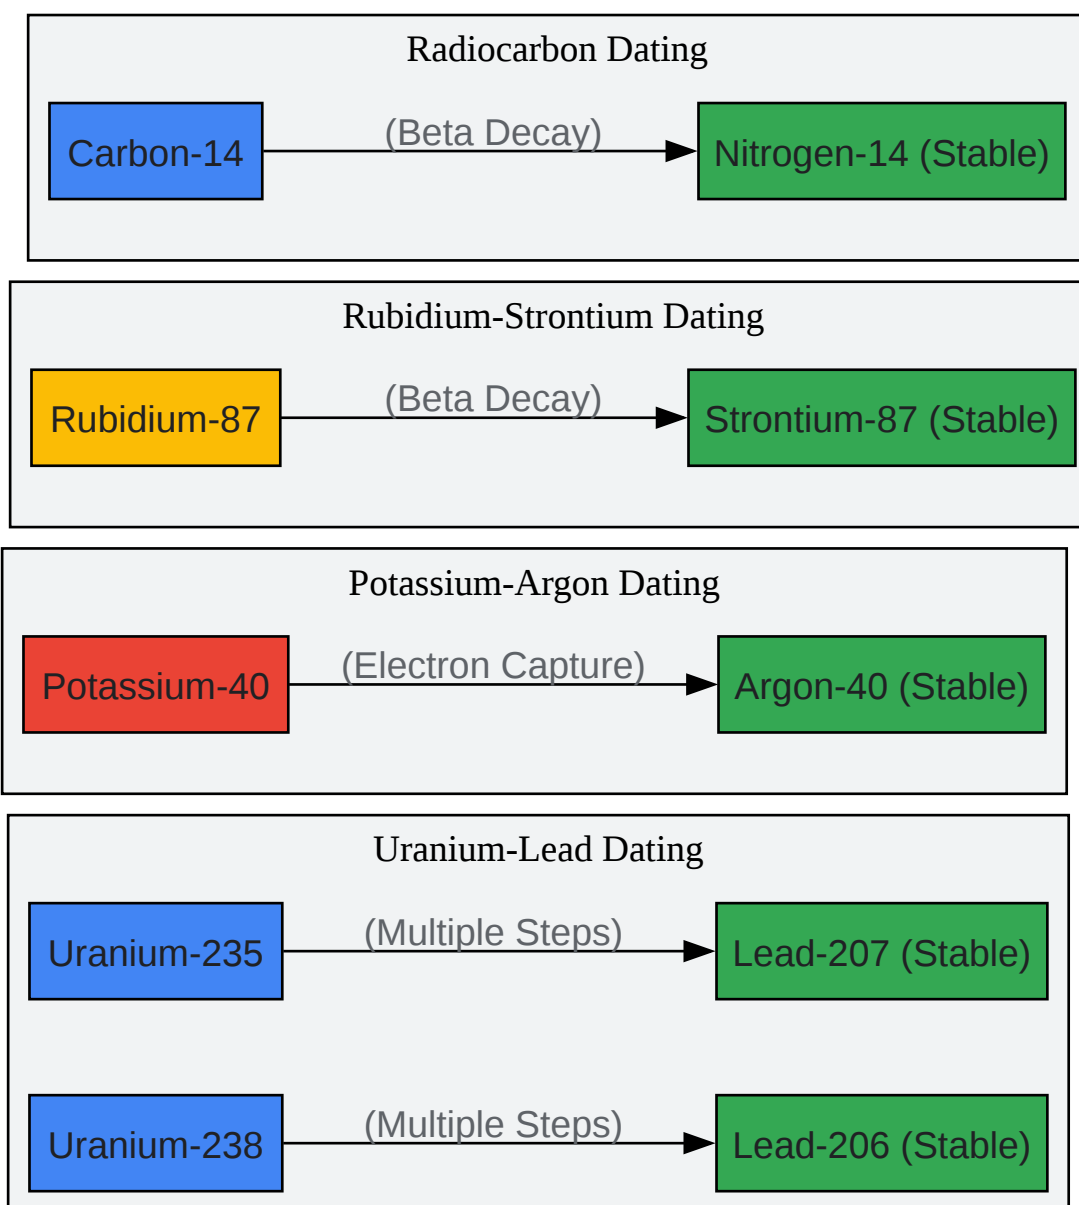 Radiocarbon Dating
Carbon-14 (Beta Decay) Nitrogen-14 (Stable)
Rubidium-Strontium Dating
Rubidium-87 (Beta Decay) Strontium-87 (Stable)
Potassium-Argon Dating
Potassium-40 (Electron Capture) Argon-40 (Stable)
Uranium-Lead Dating
Uranium-235 (Multiple Steps) Lead-207 (Stable)
Uranium-238 (Multiple Steps) Lead-206 (Stable)